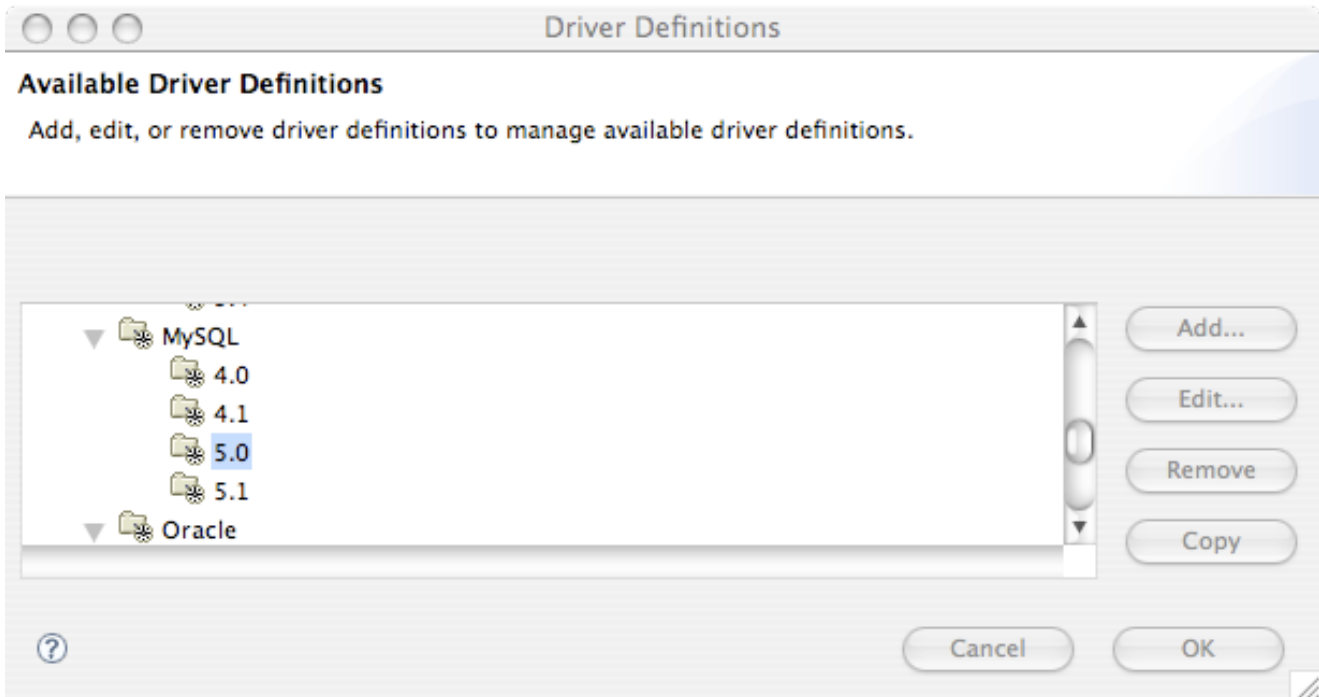 Driver Definitions
Available Driver Definitions
Add, edit, or remove driver definitions to manage available driver definitions.
MySQL
4.0
4.1
5.0
5.1
Oracle
Add...
Edit...
Remove
Copy
?
Cancel
OK